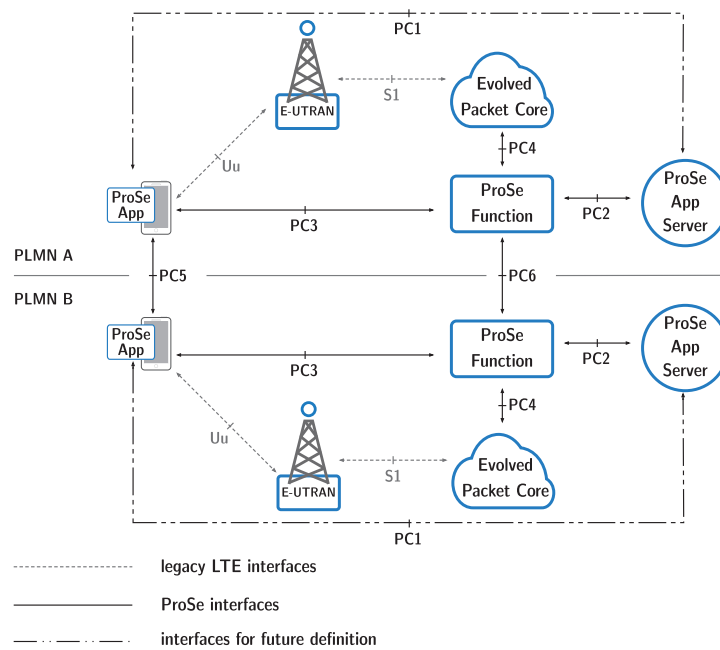 PC1
E-UTRAN
S1
Evolved
Packet Core
Uu
PC4
ProSe
App
PC3
ProSe
Function
PC2
ProSe
App
Server
PLMN A
PC5
PC6
PLMN B
ProSe
App
PC3
ProSe
Function
PC2
ProSe
App
Server
Uu
PC4
E-UTRAN
S1
Evolved
Packet Core
PC1
legacy LTE interfaces
ProSe interfaces
interfaces for future definition